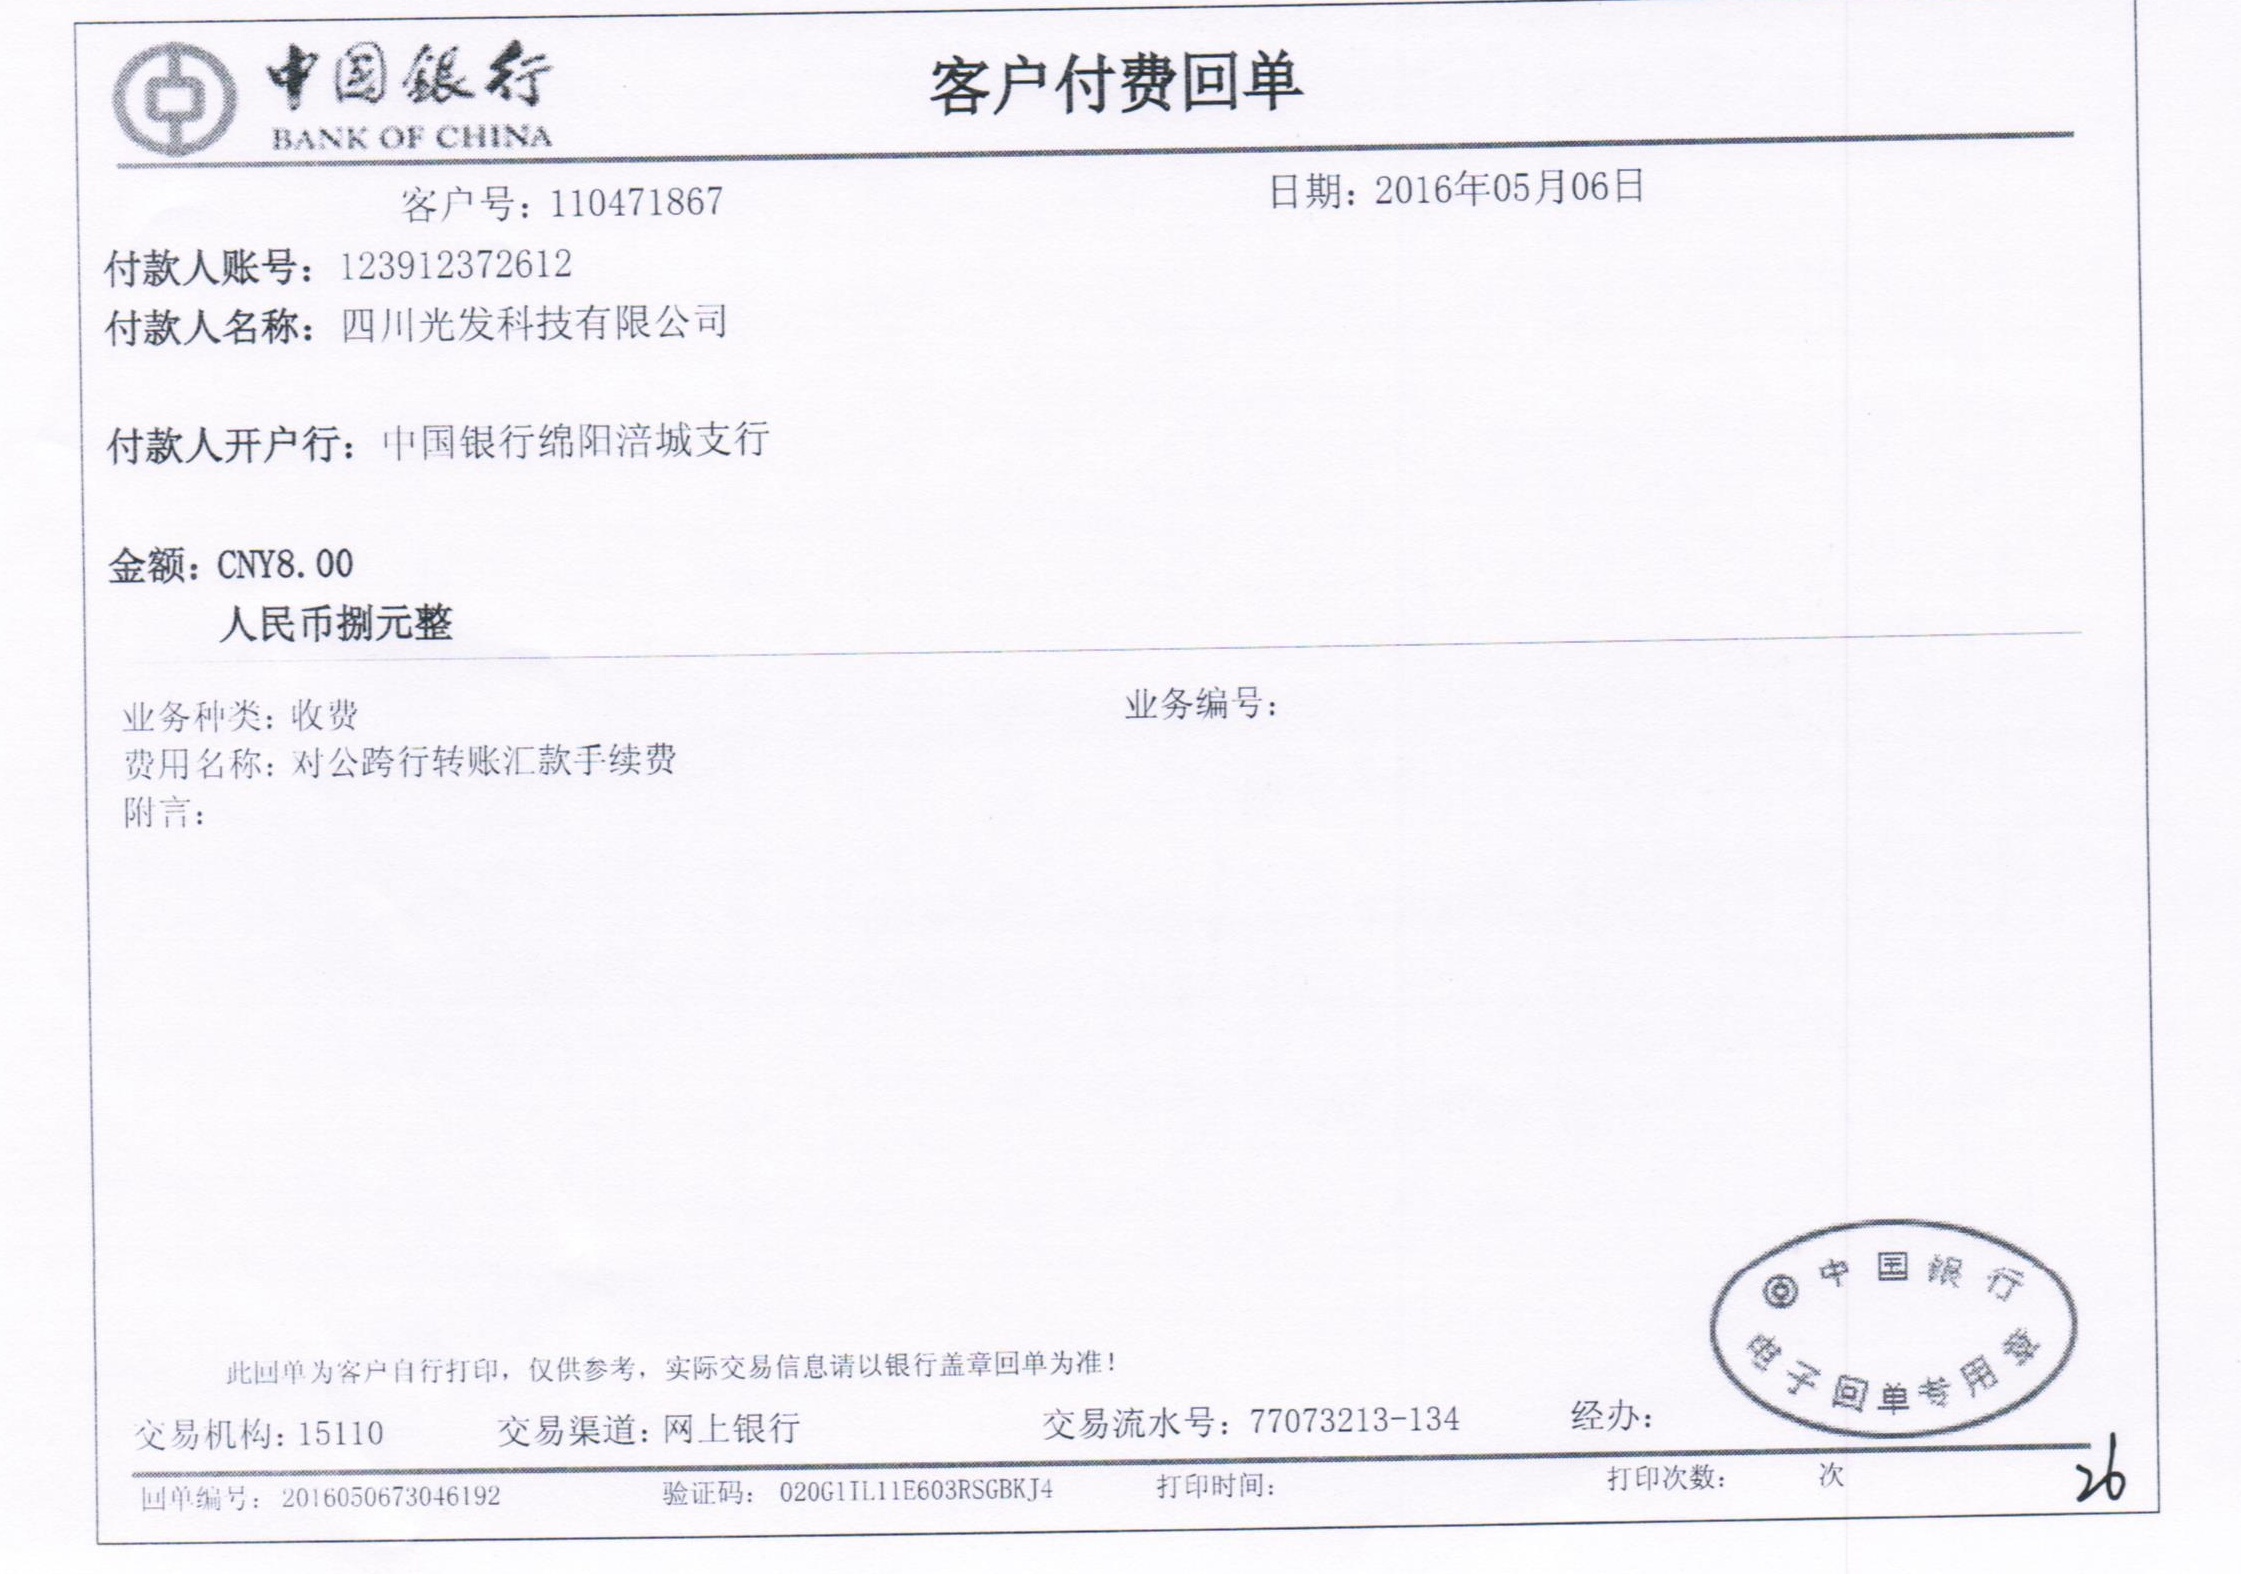 中国银行
BANK OF CHINA
客户付费回单
客户号：110471867 日期：2016年05月06日
付款人账号：123912372612
付款人名称：四川光发科技有限公司
付款人开户行：中国银行绵阳涪城支行
金额：CNY8.00
人民币捌元整
业务种类：收费 业务编号：
费用名称：对公跨行转账汇款手续费
附言：
中国银行
电子回单专用章
此回单为客户自行打印，仅供参考，实际交易信息请以银行盖章回单为准！
交易机构：15110 交易渠道：网上银行 交易流水号：77073213-134 经办：
回单编号：2016050673046192 验证码：020G1IL11E603RSGBKJ4 打印时间： 打印次数： 次
26